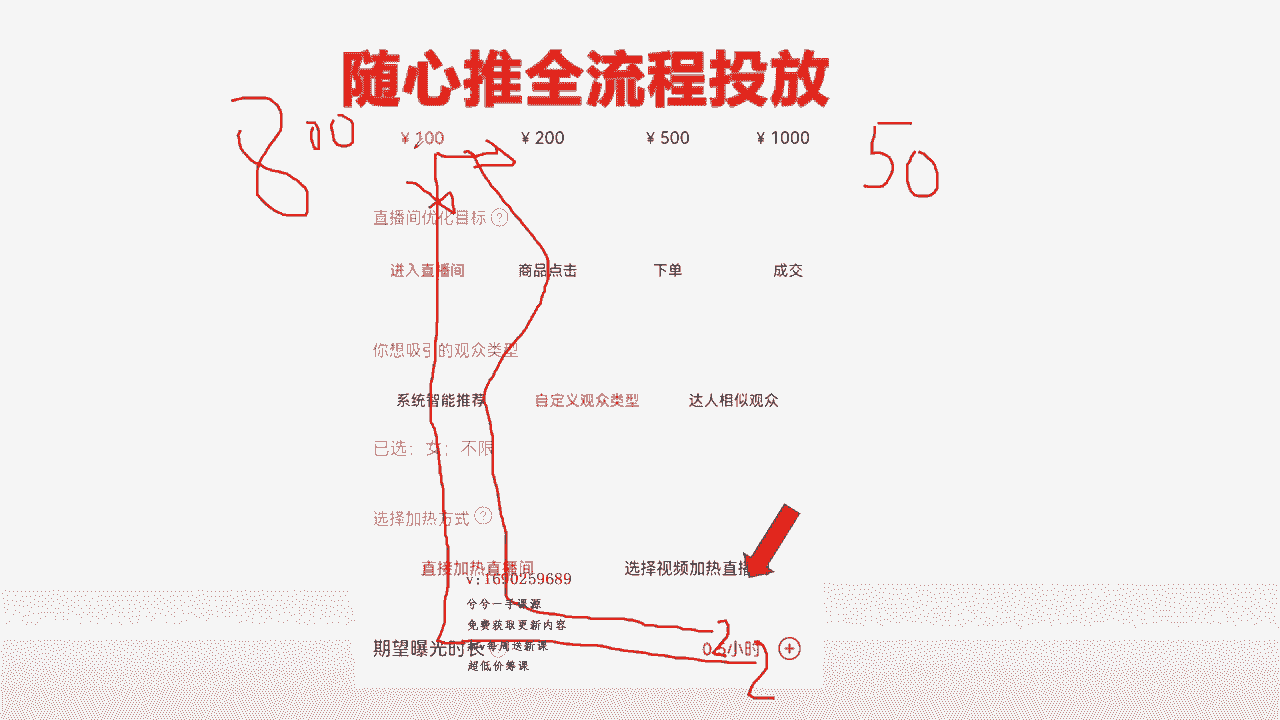 随心推全流程投放
800 ¥100 ¥200 ¥500 ¥1000 50
直播间优化目标 ?
进入直播间 商品点击 下单 成交
你想吸引的观众类型
系统智能推荐 自定义观众类型 达人相似观众
已选：女；不限
选择加热方式 ?
直接加热直播间 选择视频加热直播
v:1690259689
兮兮一手课源
免费获取更新内容
期望曝光时长 0.5小时 +
每周送新课
超低价筹课
2
2